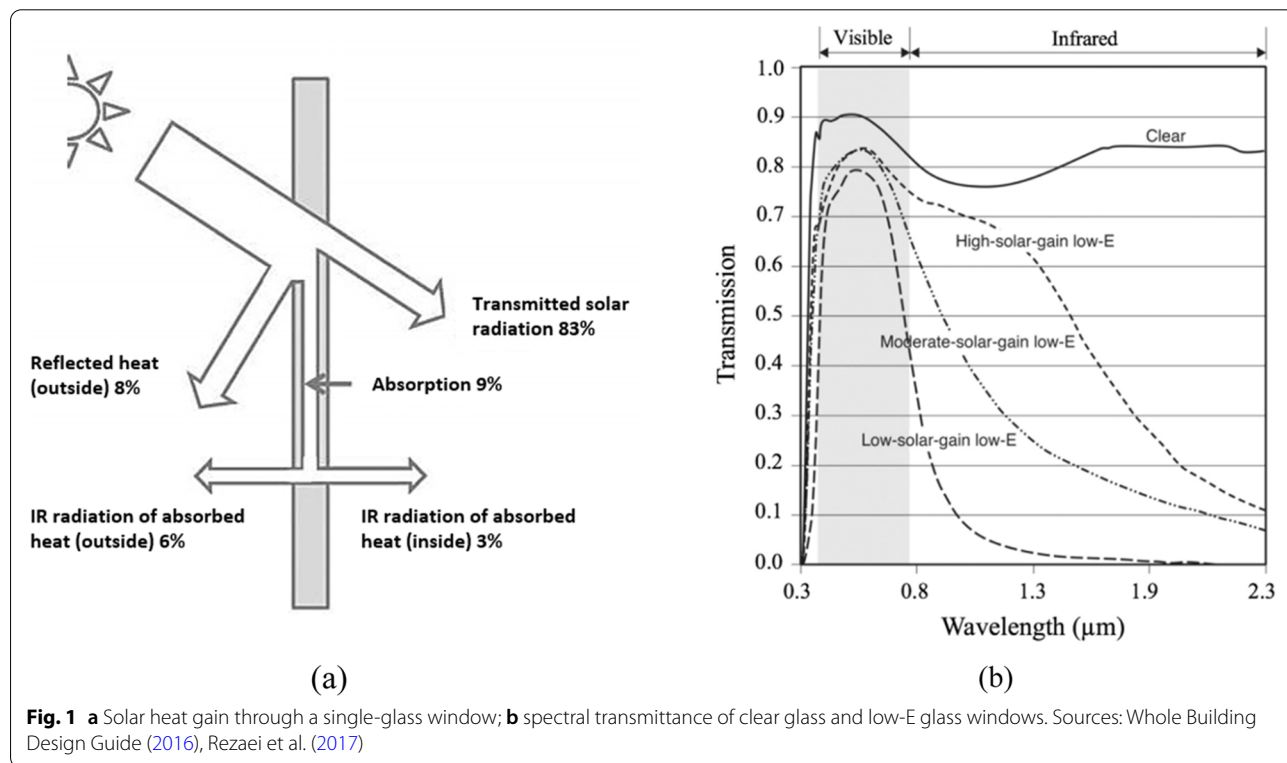 Transmitted solar
radiation 83%
Reflected heat
(outside) 8%
Absorption 9%
IR radiation of absorbed
heat (outside) 6%
IR radiation of absorbed
heat (inside) 3%
(a)
Visible
Infrared
1.0
0.9
0.8
0.7
0.6
0.5
0.4
0.3
0.2
0.1
0.0
Transmission
Clear
High-solar-gain low-E
Moderate-solar-gain low-E
Low-solar-gain low-E
0.3 0.8 1.3 1.9 2.3
Wavelength (µm)
(b)
Fig. 1 a Solar heat gain through a single-glass window; b spectral transmittance of clear glass and low-E glass windows. Sources: Whole Building
Design Guide (2016), Rezaei et al. (2017)